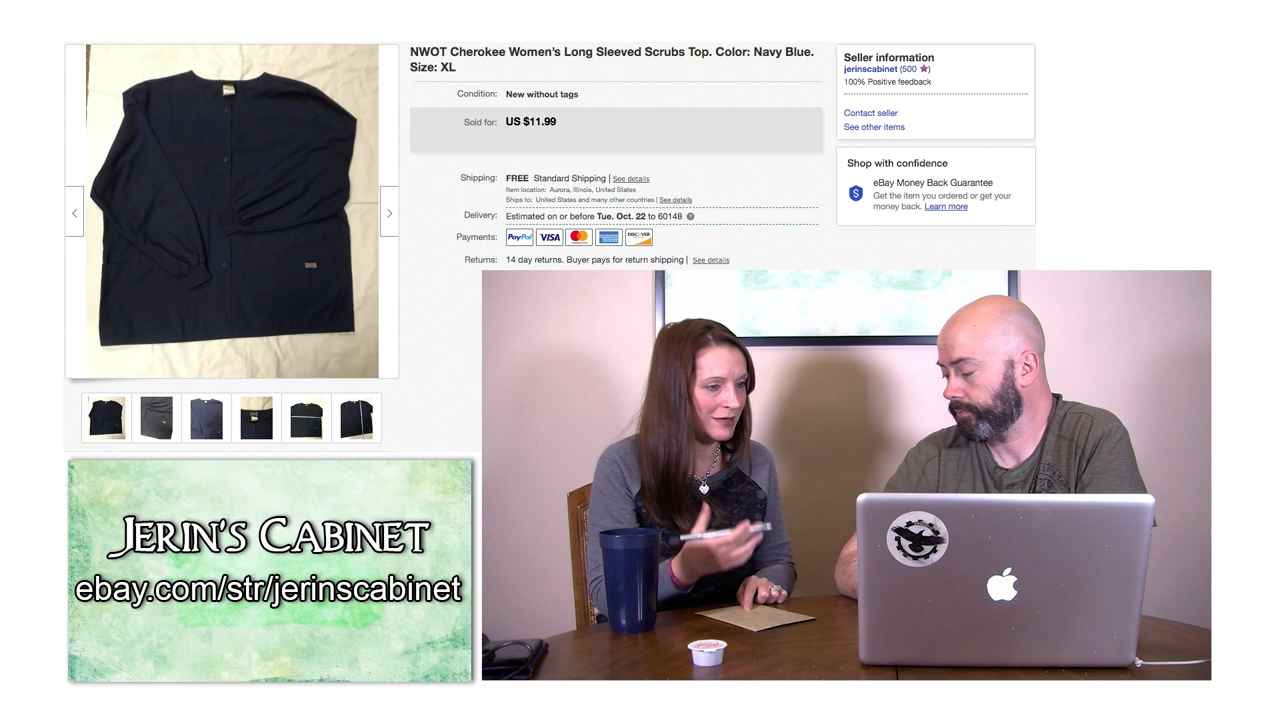 NWOT Cherokee Women's Long Sleeved Scrubs Top. Color: Navy Blue.
Size: XL
Condition: New without tags
Sold for: US $11.99
Shipping: FREE Standard Shipping | See details
Item location: Aurora, Illinois, United States
Ships to: United States and many other countries | See details
Delivery: Estimated on or before Tue. Oct. 22 to 60148
Payments: PayPal VISA MasterCard DISCOVER
Returns: 14 day returns. Buyer pays for return shipping | See details
Seller information
jerinscabinet (500 ★)
100% Positive feedback
Contact seller
See other items
Shop with confidence
eBay Money Back Guarantee
Get the item you ordered or get your
money back. Learn more
JERIN'S CABINET
ebay.com/str/jerinscabinet